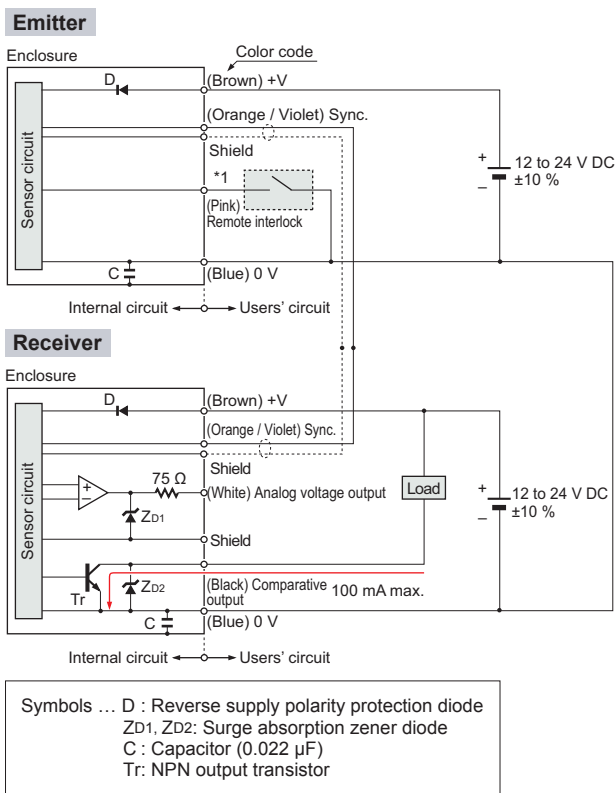 Emitter
Enclosure
Color code
D
(Brown) +V
(Orange / Violet) Sync.
Shield
Sensor circuit
*1
(Pink)
Remote interlock
+
–
12 to 24 V DC
±10 %
C
(Blue) 0 V
Internal circuit
Users' circuit
Receiver
Enclosure
D
(Brown) +V
(Orange / Violet) Sync.
Shield
Sensor circuit
+
–
75 Ω
(White) Analog voltage output
Load
+
–
12 to 24 V DC
±10 %
ZD1
Shield
Tr
ZD2
(Black) Comparative
output
100 mA max.
C
(Blue) 0 V
Internal circuit
Users' circuit
Symbols … D : Reverse supply polarity protection diode
ZD1, ZD2: Surge absorption zener diode
C : Capacitor (0.022 μF)
Tr: NPN output transistor